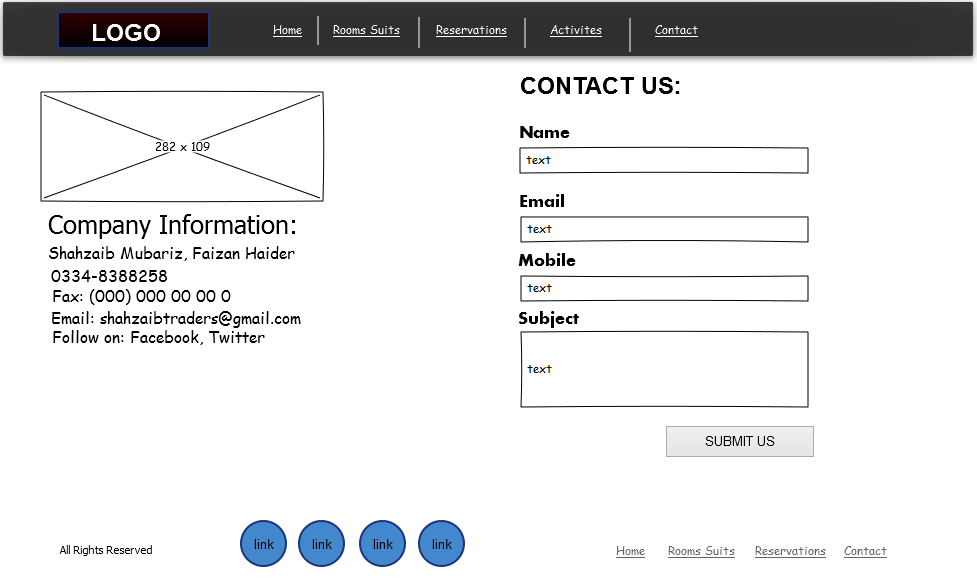 LOGO
Home
Rooms Suits
Reservations
Activites
Contact
282 x 109
Company Information:
Shahzaib Mubariz, Faizan Haider
0334-8388258
Fax: (000) 000 00 00 0
Email: shahzaibtraders@gmail.com
Follow on: Facebook, Twitter
CONTACT US:
Name
text
Email
text
Mobile
text
Subject
text
SUBMIT US
All Rights Reserved
link
link
link
link
Home
Rooms Suits
Reservations
Contact